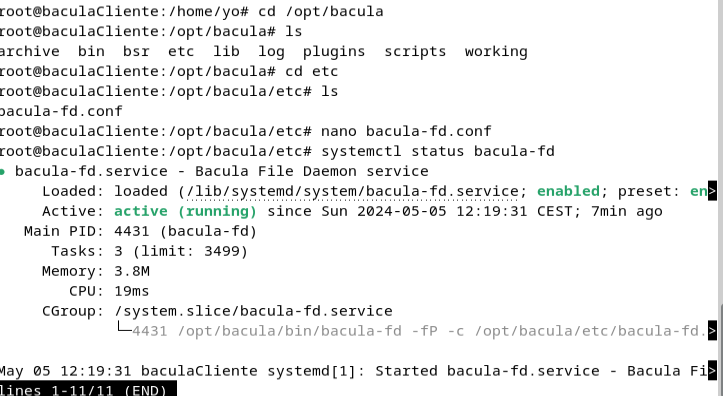 root@baculaCliente:/home/yo# cd /opt/bacula
root@baculaCliente:/opt/bacula# ls
archive  bin  bsr  etc  lib  log  plugins  scripts  working
root@baculaCliente:/opt/bacula# cd etc
root@baculaCliente:/opt/bacula/etc# ls
bacula-fd.conf
root@baculaCliente:/opt/bacula/etc# nano bacula-fd.conf
root@baculaCliente:/opt/bacula/etc# systemctl status bacula-fd
● bacula-fd.service - Bacula File Daemon service
     Loaded: loaded (/lib/systemd/system/bacula-fd.service; enabled; preset: en>
     Active: active (running) since Sun 2024-05-05 12:19:31 CEST; 7min ago
   Main PID: 4431 (bacula-fd)
      Tasks: 3 (limit: 3499)
     Memory: 3.8M
        CPU: 19ms
     CGroup: /system.slice/bacula-fd.service
             └─4431 /opt/bacula/bin/bacula-fd -fP -c /opt/bacula/etc/bacula-fd.>
May 05 12:19:31 baculaCliente systemd[1]: Started bacula-fd.service - Bacula Fi>
lines 1-11/11 (END)